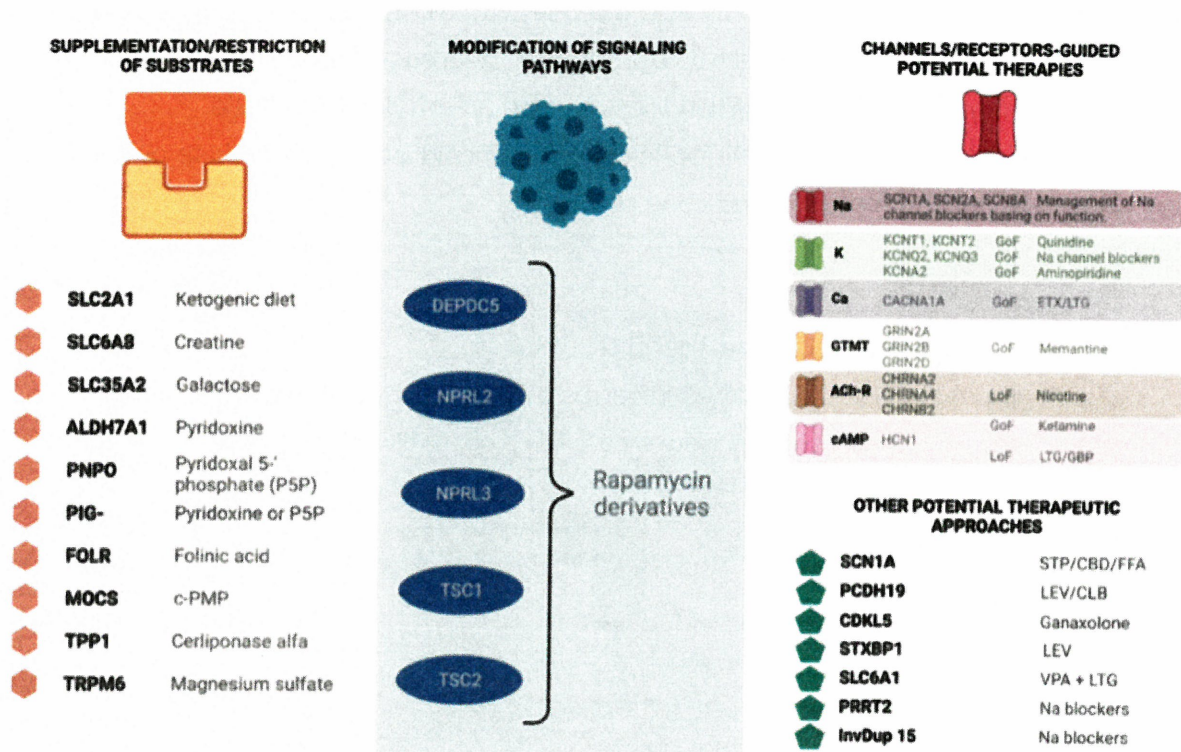 SUPPLEMENTATION/RESTRICTION
OF SUBSTRATES
SLC2A1 Ketogenic diet
SLC6A8 Creatine
SLC35A2 Galactose
ALDH7A1 Pyridoxine
PNPO Pyridoxal 5-'
phosphate (P5P)
PIG- Pyridoxine or P5P
FOLR Folinic acid
MOCS c-PMP
TPP1 Cerliponase alfa
TRPM6 Magnesium sulfate
MODIFICATION OF SIGNALING
PATHWAYS
DEPDC5
NPRL2
NPRL3
TSC1
TSC2
Rapamycin
derivatives
CHANNELS/RECEPTORS-GUIDED
POTENTIAL THERAPIES
Na SCN1A, SCN2A, SCN8A Management of Na
channel blockers basing on function.
K KCNT1, KCNT2 GoF Quinidine
KCNQ2, KCNQ3 GoF Na channel blockers
KCNA2 GoF Aminopiridine
Ca CACNA1A GoF ETX/LTG
GRIN2A
GTMT GRIN2B GoF Memantine
GRIN2D
CHRNA2
ACh-R CHRNA4 LoF Nicotine
CHRNB2
GoF Ketamine
cAMP HCN1
LoF LTG/GBP
OTHER POTENTIAL THERAPEUTIC
APPROACHES
SCN1A STP/CBD/FFA
PCDH19 LEV/CLB
CDKL5 Ganaxolone
STXBP1 LEV
SLC6A1 VPA + LTG
PRRT2 Na blockers
InvDup 15 Na blockers